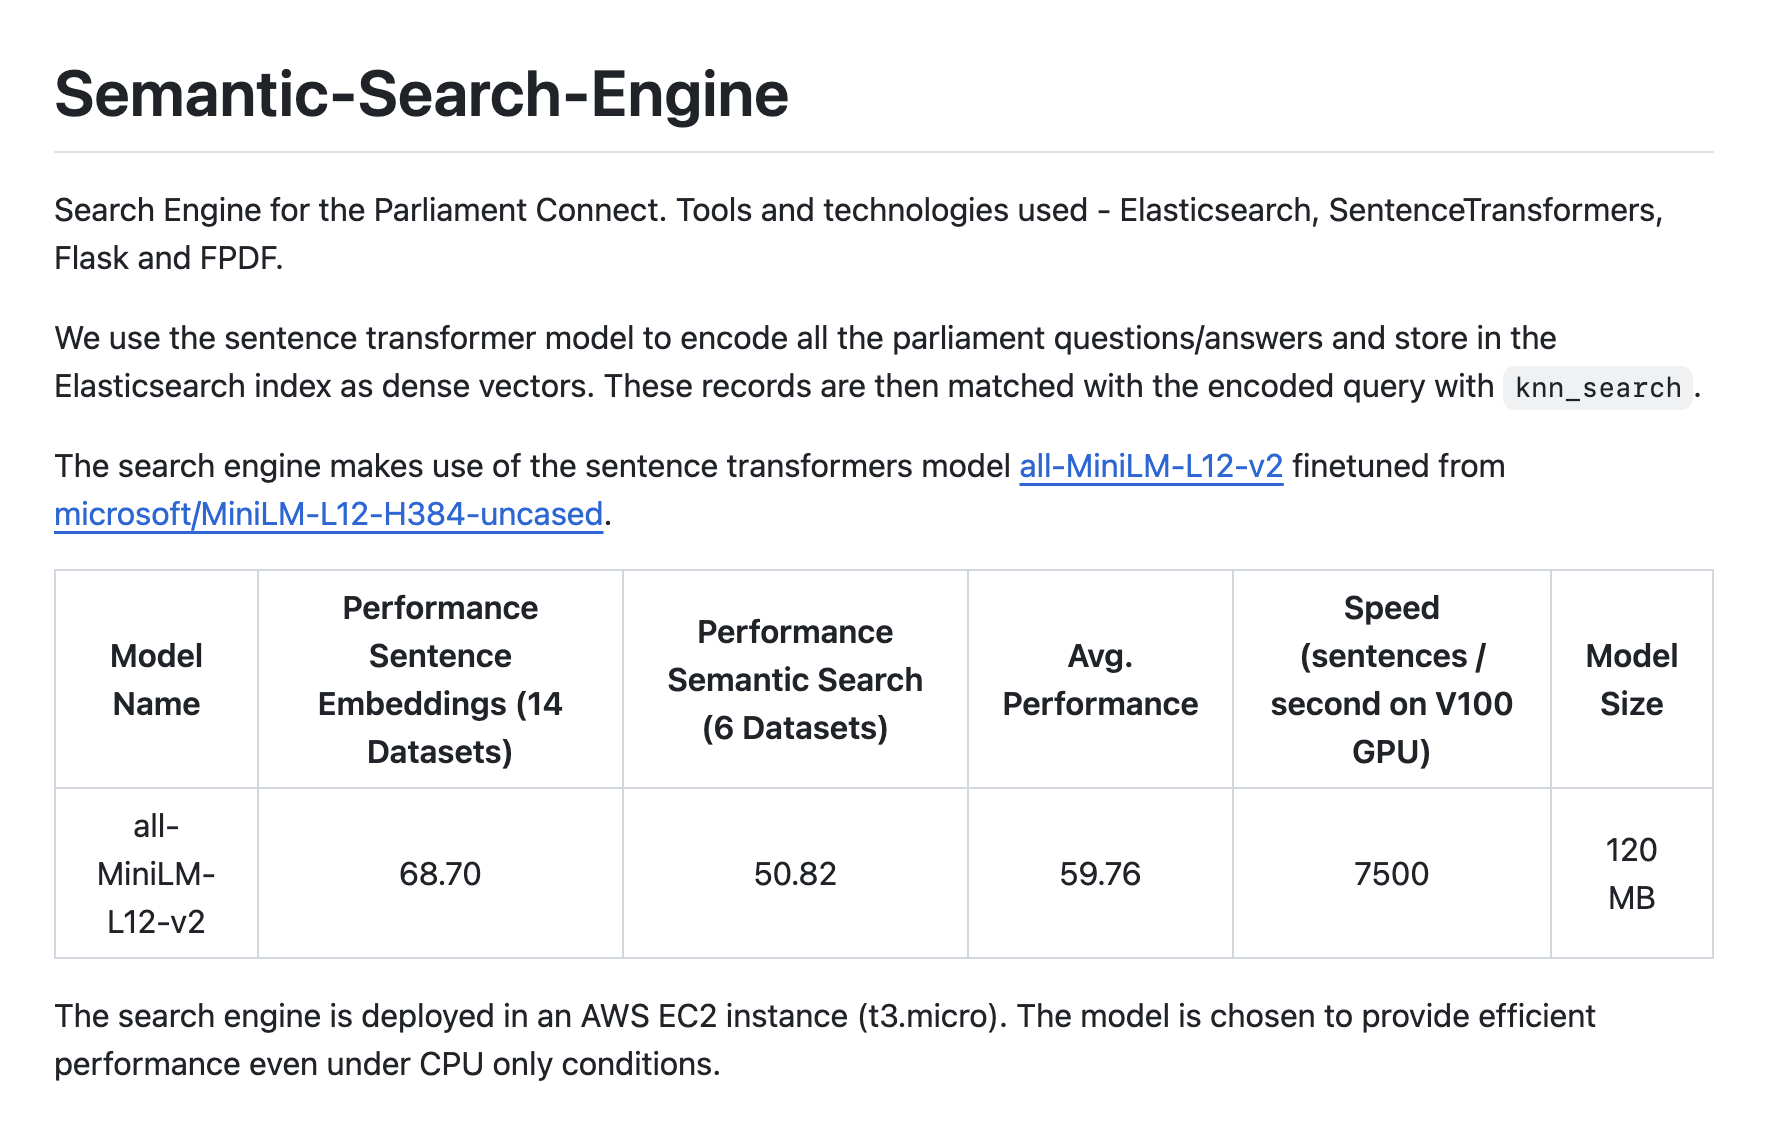 Semantic-Search-Engine
Search Engine for the Parliament Connect. Tools and technologies used - Elasticsearch, SentenceTransformers,
Flask and FPDF.
We use the sentence transformer model to encode all the parliament questions/answers and store in the
Elasticsearch index as dense vectors. These records are then matched with the encoded query with knn_search.
The search engine makes use of the sentence transformers model all-MiniLM-L12-v2 finetuned from
microsoft/MiniLM-L12-H384-uncased.
Model
Name
Performance
Sentence
Embeddings (14
Datasets)
Performance
Semantic Search
(6 Datasets)
Avg.
Performance
Speed
(sentences /
second on V100
GPU)
Model
Size
all-
MiniLM-
L12-v2
68.70
50.82
59.76
7500
120
MB
The search engine is deployed in an AWS EC2 instance (t3.micro). The model is chosen to provide efficient
performance even under CPU only conditions.